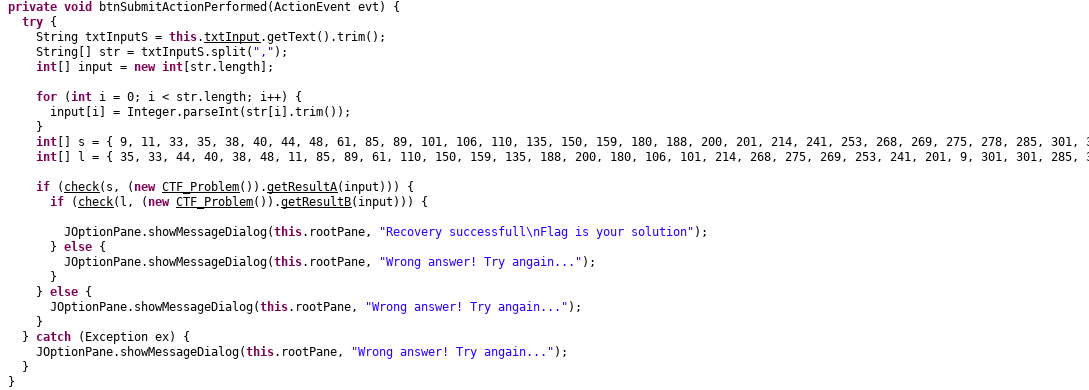 private void btnSubmitActionPerformed(ActionEvent evt) {
try {
String txtInputS = this.txtInput.getText().trim();
String[] str = txtInputS.split(",");
int[] input = new int[str.length];
for (int i = 0; i < str.length; i++) {
input[i] = Integer.parseInt(str[i].trim());
}
int[] s = { 9, 11, 33, 35, 38, 40, 44, 48, 61, 85, 89, 101, 106, 110, 135, 150, 159, 180, 188, 200, 201, 214, 241, 253, 268, 269, 275, 278, 285, 301,
int[] l = { 35, 33, 44, 40, 38, 48, 11, 85, 89, 61, 110, 150, 159, 135, 188, 200, 180, 106, 101, 214, 268, 275, 269, 253, 241, 201, 9, 301, 301, 285,
if (check(s, (new CTF_Problem()).getResultA(input))) {
if (check(l, (new CTF_Problem()).getResultB(input))) {
JOptionPane.showMessageDialog(this.rootPane, "Recovery successfull\nFlag is your solution");
} else {
JOptionPane.showMessageDialog(this.rootPane, "Wrong answer! Try angain...");
}
} else {
JOptionPane.showMessageDialog(this.rootPane, "Wrong answer! Try angain...");
}
} catch (Exception ex) {
JOptionPane.showMessageDialog(this.rootPane, "Wrong answer! Try angain...");
}
}